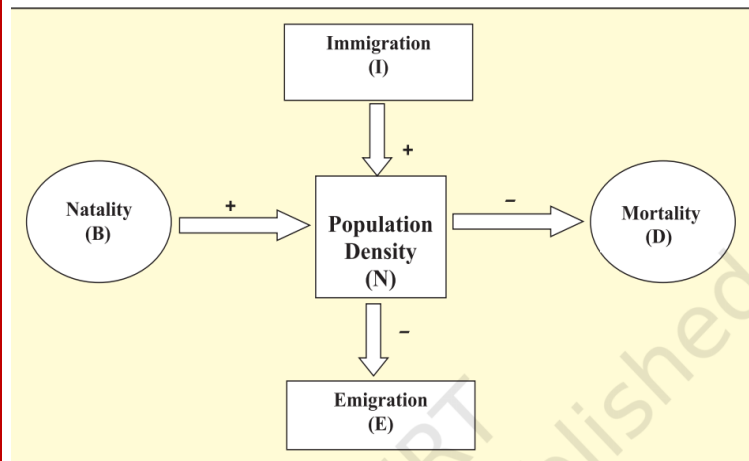 Immigration
(I)
+
Natality
(B)
+
Population
Density
(N)
–
Mortality
(D)
–
Emigration
(E)